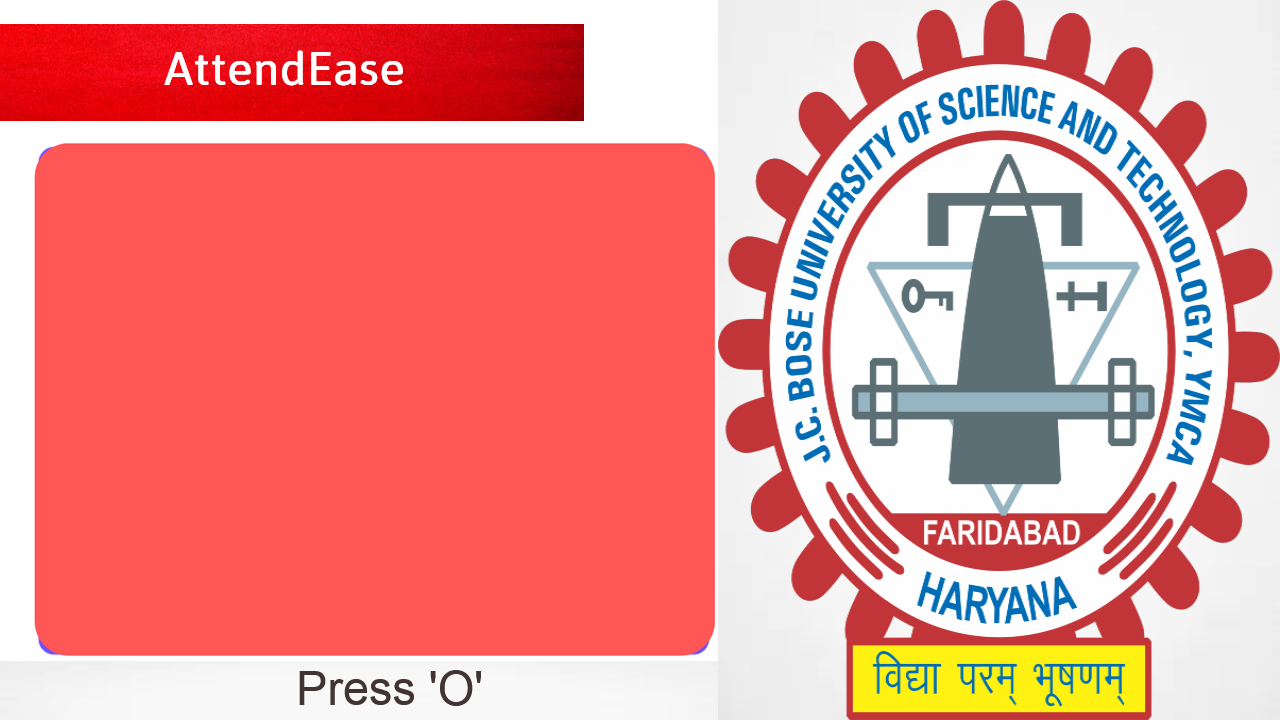 AttendEase
Press 'O'
J.C. BOSE UNIVERSITY OF SCIENCE AND TECHNOLOGY, YMCA
FARIDABAD
HARYANA
विद्या परम् भूषणम्